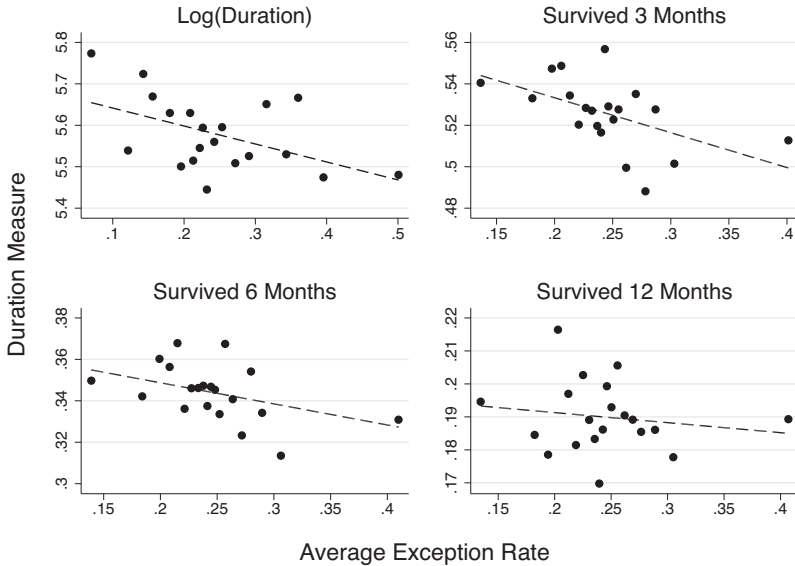 Log(Duration)
5.8
5.7
5.6
5.5
5.4
.1 .2 .3 .4 .5
Survived 3 Months
.56
.54
.52
.5
.48
.15 .2 .25 .3 .35 .4
Duration Measure
Survived 6 Months
.38
.36
.34
.32
.3
.15 .2 .25 .3 .35 .4
Survived 12 Months
.22
.21
.2
.19
.18
.17
.15 .2 .25 .3 .35 .4
Average Exception Rate